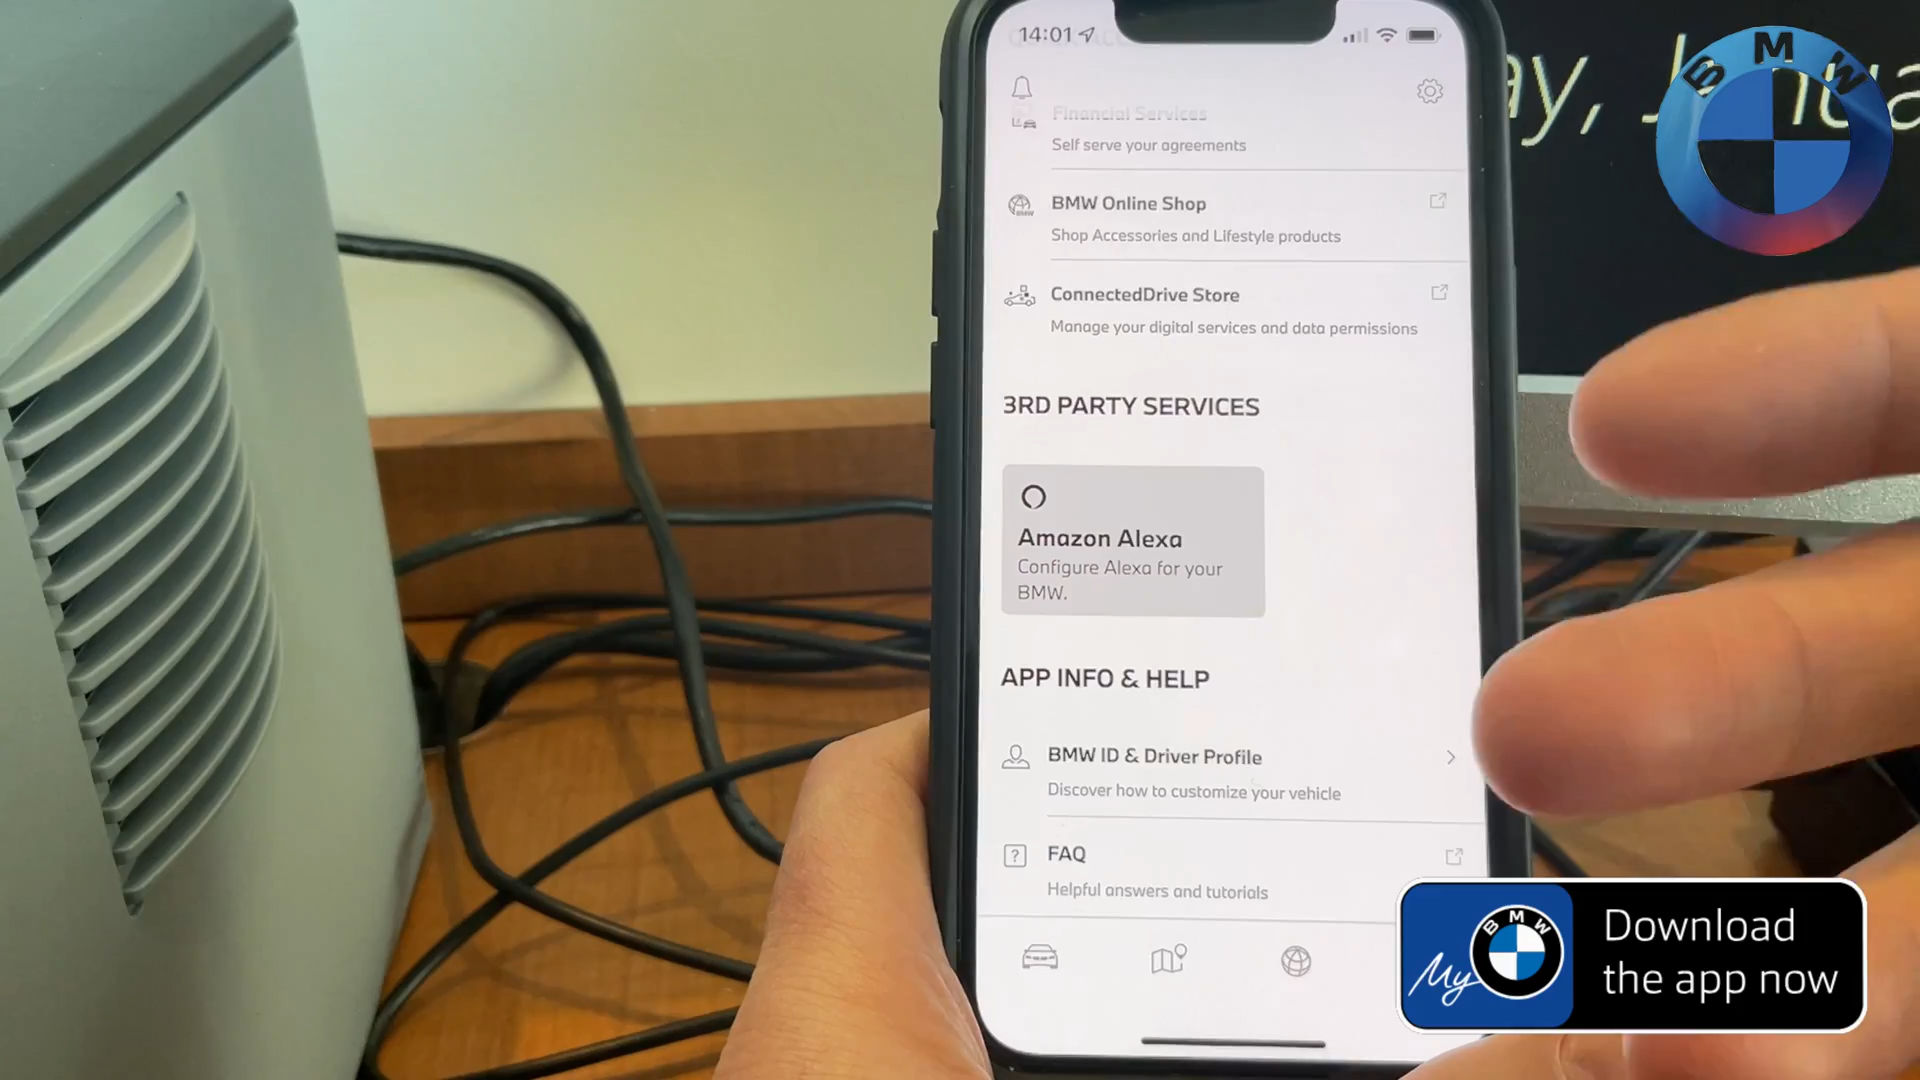 14:01
Financial Services
Self serve your agreements
BMW Online Shop
Shop Accessories and Lifestyle products
ConnectedDrive Store
Manage your digital services and data permissions
3RD PARTY SERVICES
Amazon Alexa
Configure Alexa for your
BMW.
APP INFO & HELP
BMW ID & Driver Profile
Discover how to customize your vehicle
FAQ
Helpful answers and tutorials
BMW
My
BMW
Download
the app now